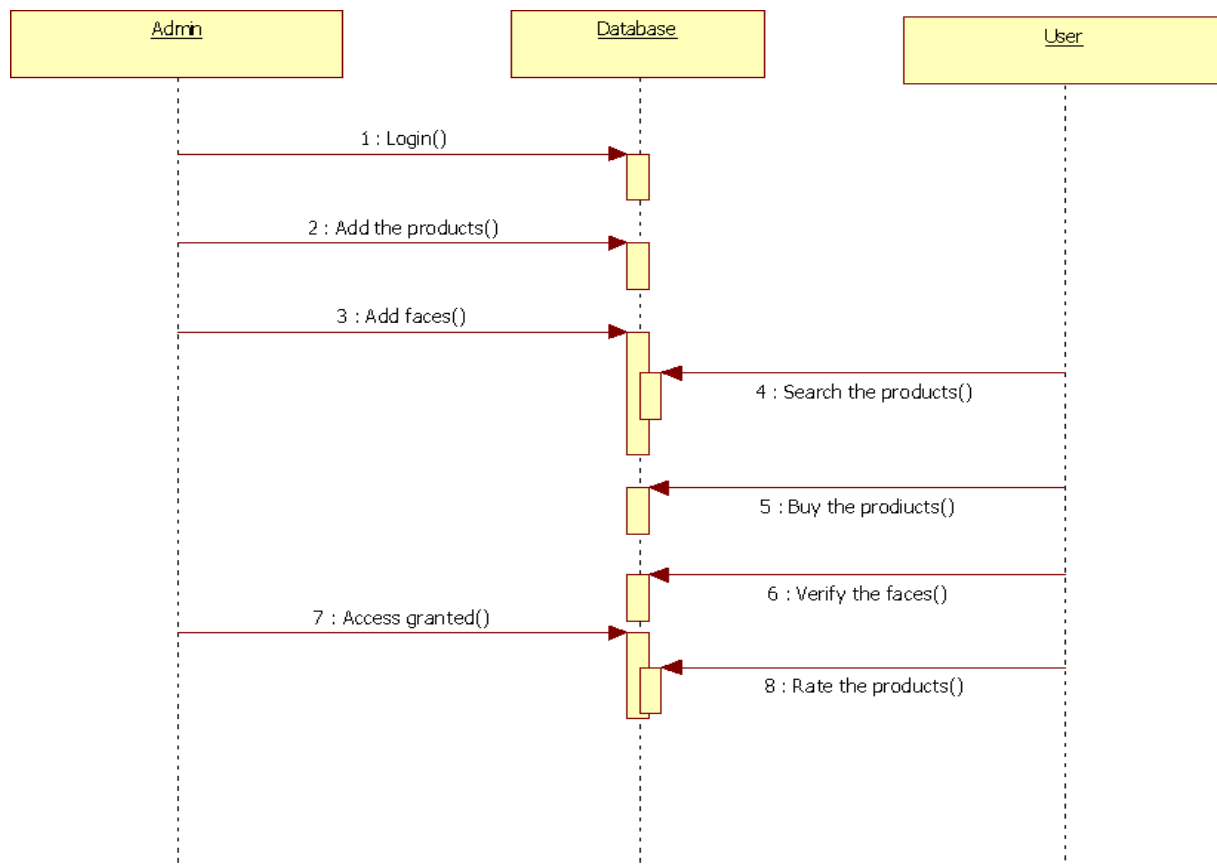 Admin
Database
User
1 : Login()
2 : Add the products()
3 : Add faces()
4 : Search the products()
5 : Buy the prodiucts()
6 : Verify the faces()
7 : Access granted()
8 : Rate the products()